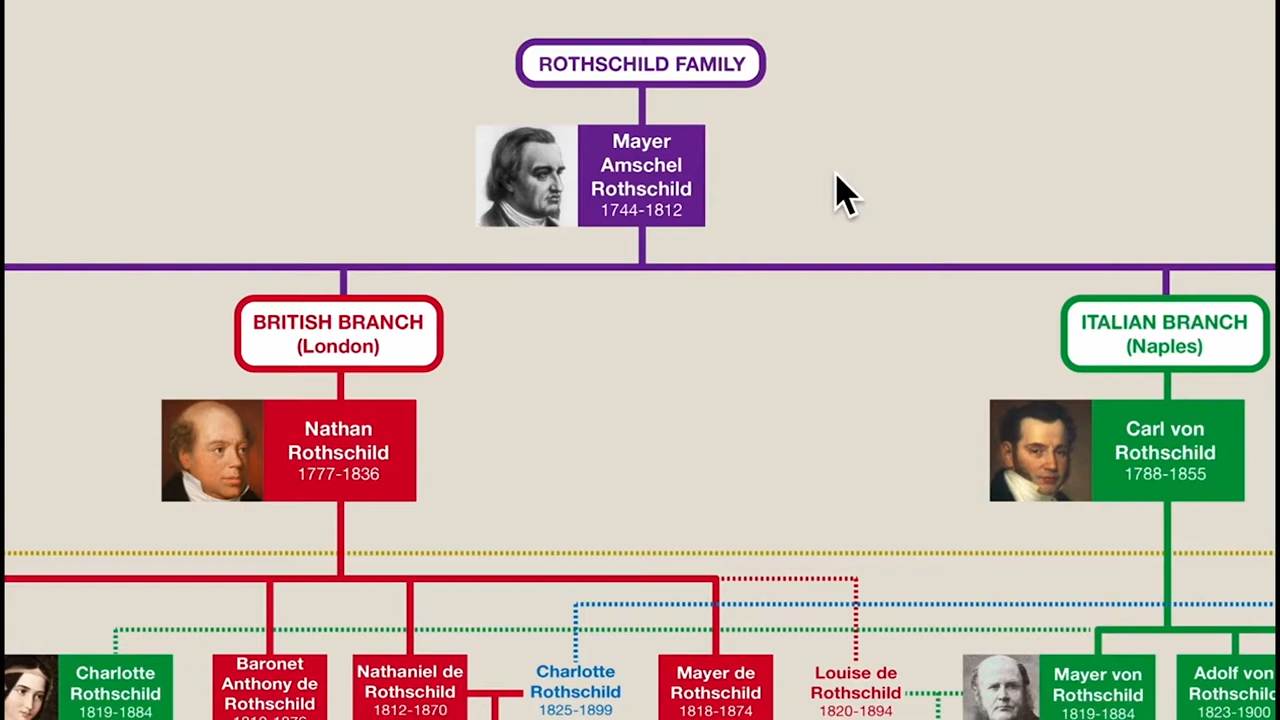 ROTHSCHILD FAMILY
Mayer
Amschel
Rothschild
1744-1812
BRITISH BRANCH
(London)
ITALIAN BRANCH
(Naples)
Nathan
Rothschild
1777-1836
Carl von
Rothschild
1788-1855
Charlotte
Rothschild
1819-1884
Baronet
Anthony de
Rothschild
Nathaniel de
Rothschild
1812-1870
Charlotte
Rothschild
1825-1899
Mayer de
Rothschild
1818-1874
Louise de
Rothschild
1820-1894
Mayer von
Rothschild
1819-1884
Adolf von
Rothschild
1823-1900